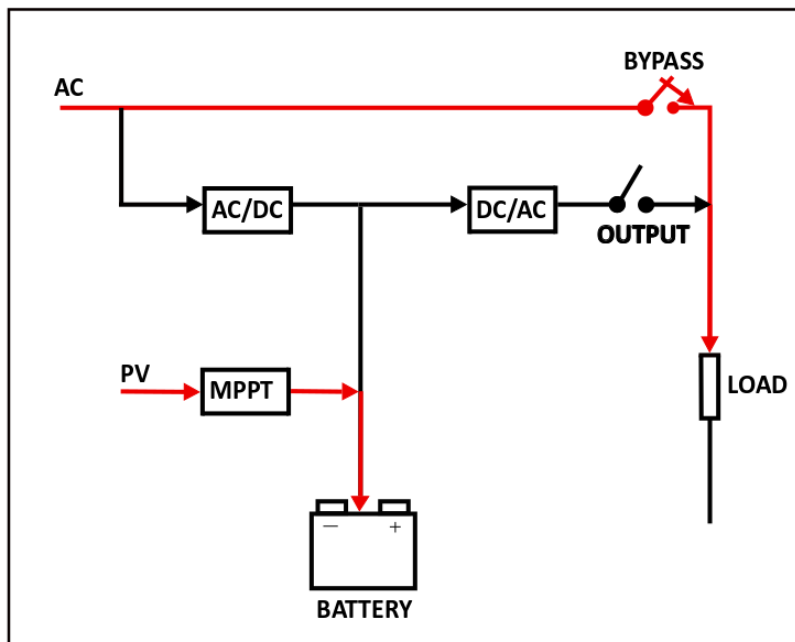 BYPASS
AC
AC/DC
DC/AC
OUTPUT
PV
MPPT
LOAD
— +
BATTERY